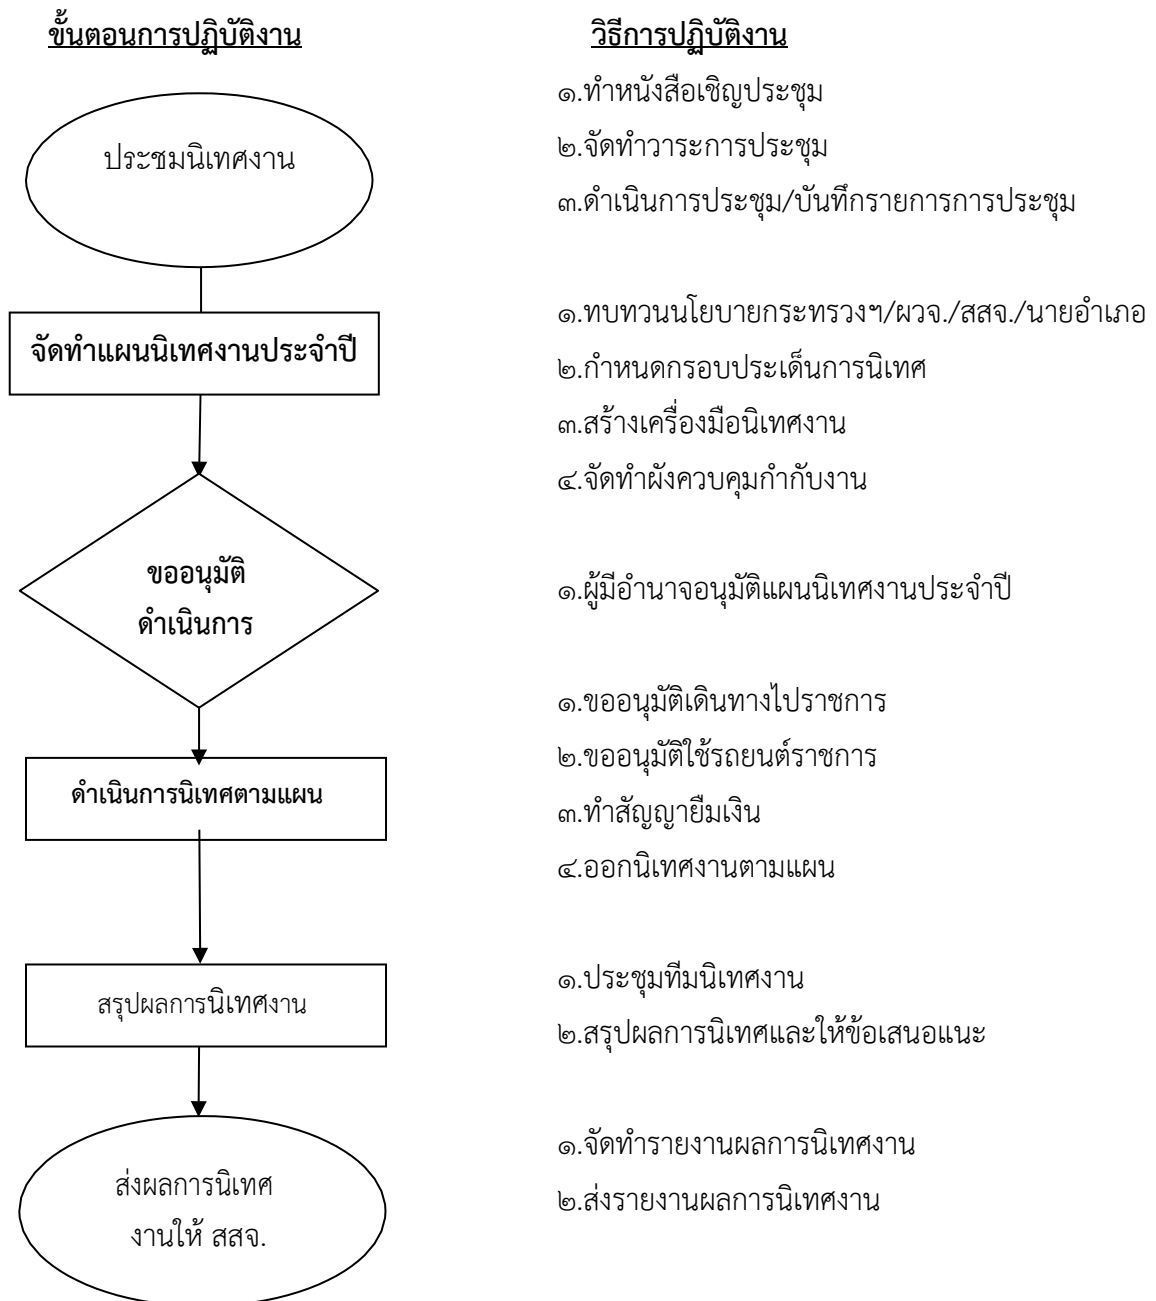 ขั้นตอนการปฏิบัติงาน
วิธีการปฏิบัติงาน
ประชมนิเทศงาน
๑.ทำหนังสือเชิญประชุม
๒.จัดทำวาระการประชุม
๓.ดำเนินการประชุม/บันทึกรายการการประชุม
จัดทำแผนนิเทศงานประจำปี
๑.ทบทวนนโยบายกระทรวงฯ/ผวจ./สสจ./นายอำเภอ
๒.กำหนดกรอบประเด็นการนิเทศ
๓.สร้างเครื่องมือนิเทศงาน
๔.จัดทำผังควบคุมกำกับงาน
ขออนุมัติ
ดำเนินการ
๑.ผู้มีอำนาจอนุมัติแผนนิเทศงานประจำปี
ดำเนินการนิเทศตามแผน
๑.ขออนุมัติเดินทางไปราชการ
๒.ขออนุมัติใช้รถยนต์ราชการ
๓.ทำสัญญายืมเงิน
๔.ออกนิเทศงานตามแผน
สรุปผลการนิเทศงาน
๑.ประชุมทีมนิเทศงาน
๒.สรุปผลการนิเทศและให้ข้อเสนอแนะ
ส่งผลการนิเทศ
งานให้ สสจ.
๑.จัดทำรายงานผลการนิเทศงาน
๒.ส่งรายงานผลการนิเทศงาน